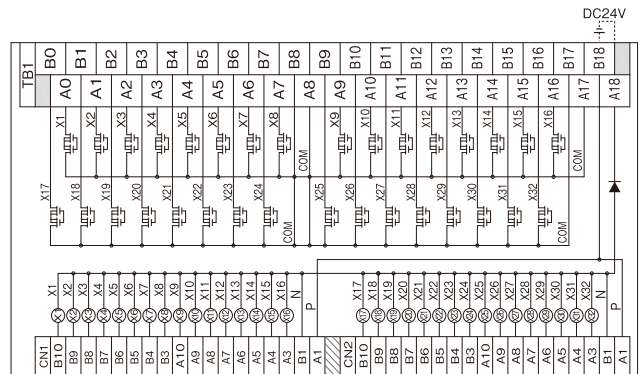 DC24V
TB1 B0 B1 B2 B3 B4 B5 B6 B7 B8 B9 B10 B11 B12 B13 B14 B15 B16 B17 B18
A0 A1 A2 A3 A4 A5 A6 A7 A8 A9 A10 A11 A12 A13 A14 A15 A16 A17 A18
X1 X2 X3 X4 X5 X6 X7 X8 COM X9 X10 X11 X12 X13 X14 X15 X16 COM
X17 X18 X19 X20 X21 X22 X23 X24 COM X25 X26 X27 X28 X29 X30 X31 X32 COM
X1 X2 X3 X4 X5 X6 X7 X8 X9 X10 X11 X12 X13 X14 X15 X16 N P X17 X18 X19 X20 X21 X22 X23 X24 X25 X26 X27 X28 X29 X30 X31 X32 N P
CN1 B10 B9 B8 B7 B6 B5 B4 B3 A10 A9 A8 A7 A6 A5 A4 A3 B1 A1 CN2 B10 B9 B8 B7 B6 B5 B4 B3 A10 A9 A8 A7 A6 A5 A4 A3 B1 A1